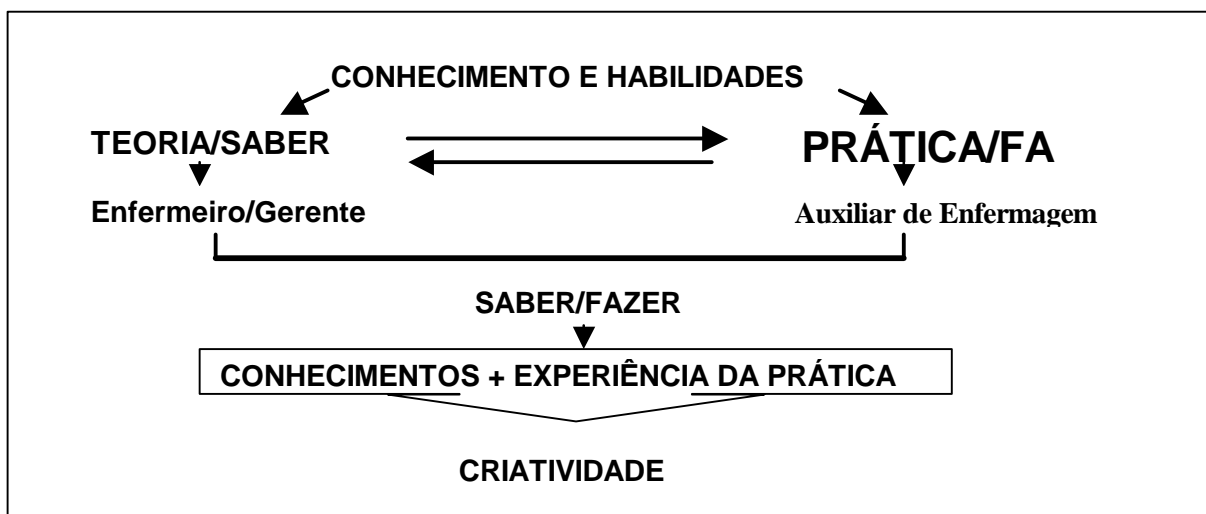 CONHECIMENTO E HABILIDADES
TEORIA/SABER
PRÁTICA/FA
Enfermeiro/Gerente
Auxiliar de Enfermagem
SABER/FAZER
CONHECIMENTOS + EXPERIÊNCIA DA PRÁTICA
CRIATIVIDADE